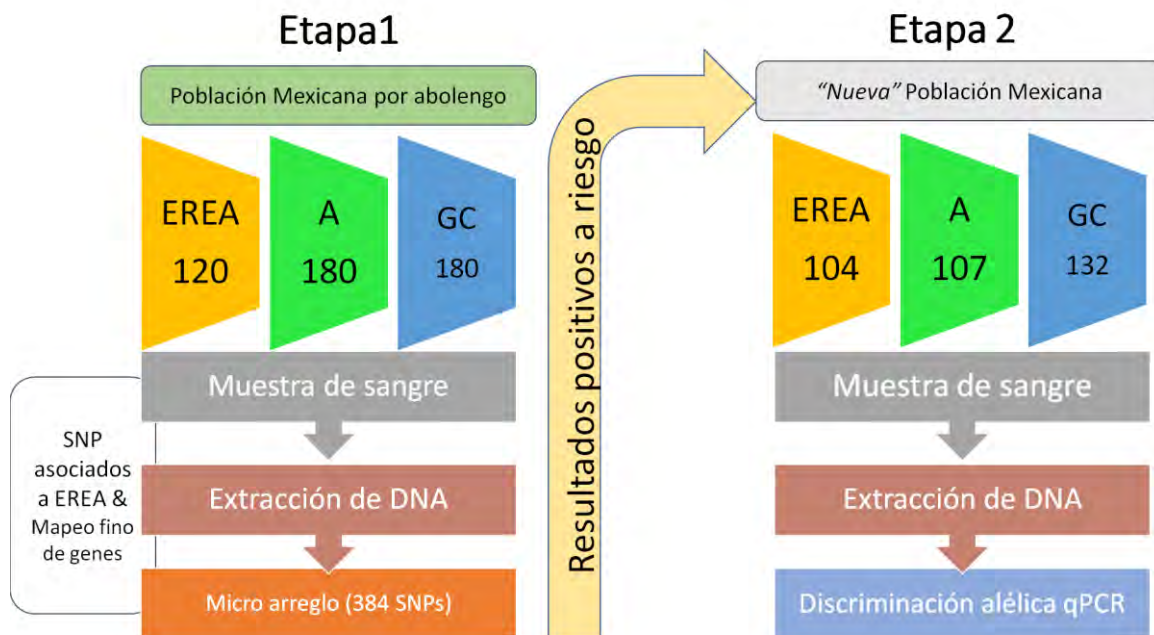 Etapa1
Población Mexicana por abolengo
EREA
120
A
180
GC
180
Muestra de sangre
SNP
asociados
a EREA &
Mapeo fino
de genes
Extracción de DNA
Micro arreglo (384 SNPs)
Resultados positivos a riesgo
Etapa 2
“Nueva” Población Mexicana
EREA
104
A
107
GC
132
Muestra de sangre
Extracción de DNA
Discriminación alélica qPCR